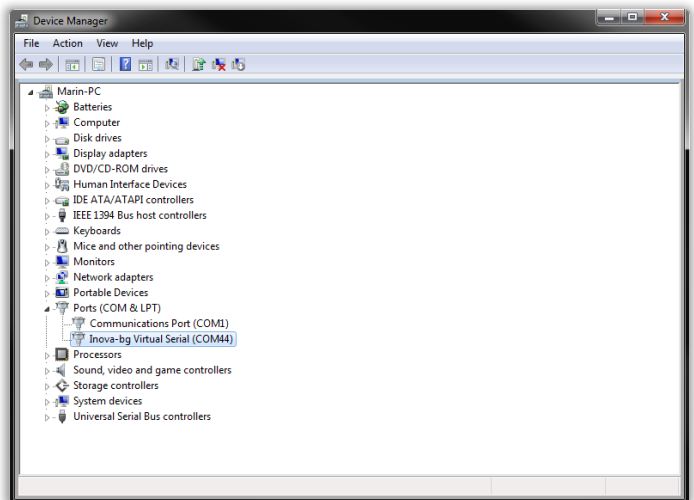 Device Manager
File Action View Help
Marin-PC
Batteries
Computer
Disk drives
Display adapters
DVD/CD-ROM drives
Human Interface Devices
IDE ATA/ATAPI controllers
IEEE 1394 Bus host controllers
Keyboards
Mice and other pointing devices
Monitors
Network adapters
Portable Devices
Ports (COM & LPT)
Communications Port (COM1)
Inova-bg Virtual Serial (COM44)
Processors
Sound, video and game controllers
Storage controllers
System devices
Universal Serial Bus controllers